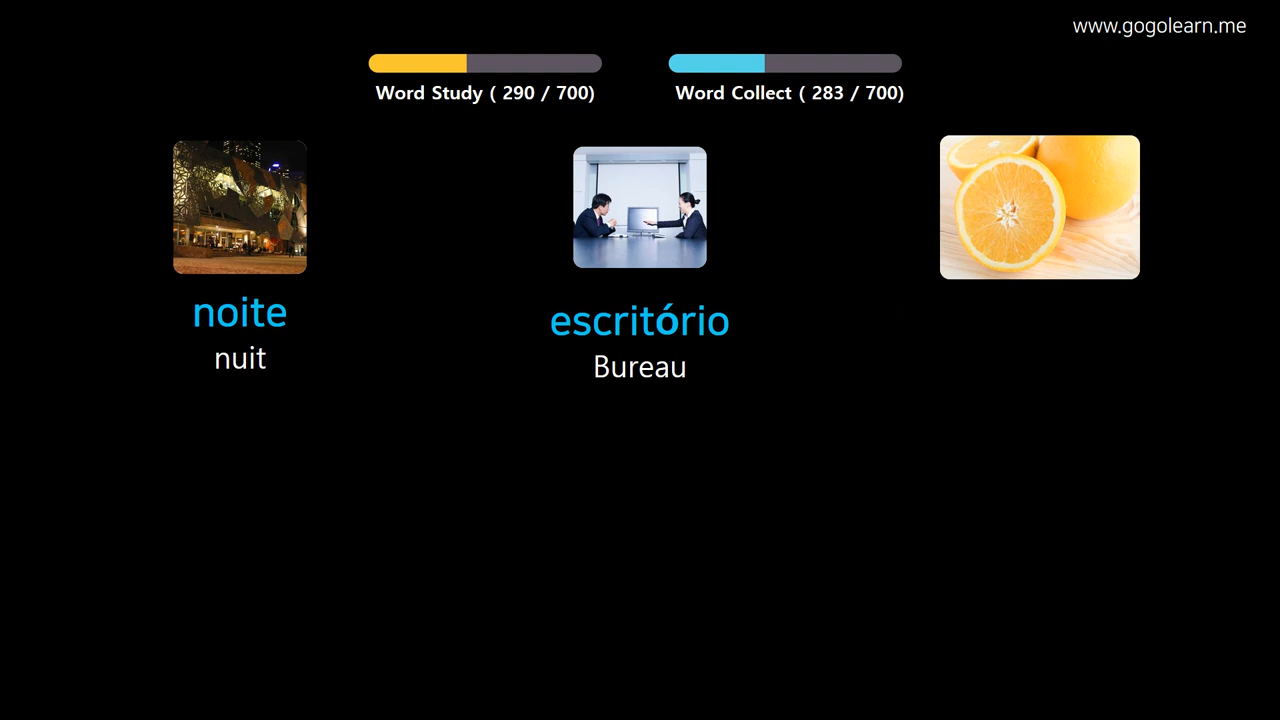 www.gogolearn.me
Word Study ( 290 / 700)
Word Collect ( 283 / 700)
noite
nuit
escritório
Bureau